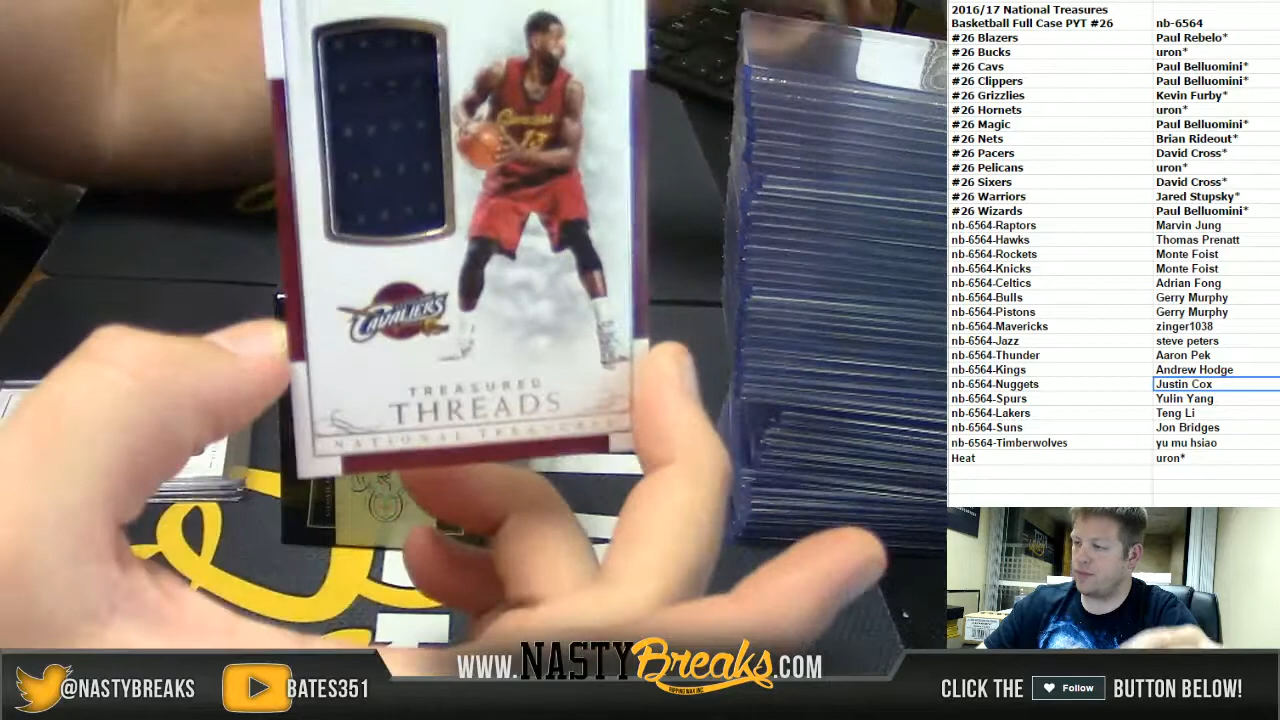 CAVALIERS
TREASURED
THREADS
NATIONAL TREASURES
2016/17 National Treasures
Basketball Full Case PYT #26 nb-6564
#26 Blazers Paul Rebelo*
#26 Bucks uron*
#26 Cavs Paul Belluomini*
#26 Clippers Paul Belluomini*
#26 Grizzlies Kevin Furby*
#26 Hornets uron*
#26 Magic Paul Belluomini*
#26 Nets Brian Rideout*
#26 Pacers David Cross*
#26 Pelicans uron*
#26 Sixers David Cross*
#26 Warriors Jared Stupsky*
#26 Wizards Paul Belluomini*
nb-6564-Raptors Marvin Jung
nb-6564-Hawks Thomas Prenatt
nb-6564-Rockets Monte Foist
nb-6564-Knicks Monte Foist
nb-6564-Celtics Adrian Fong
nb-6564-Bulls Gerry Murphy
nb-6564-Pistons Gerry Murphy
nb-6564-Mavericks zinger1038
nb-6564-Jazz steve peters
nb-6564-Thunder Aaron Pek
nb-6564-Kings Andrew Hodge
nb-6564-Nuggets Justin Cox
nb-6564-Spurs Yulin Yang
nb-6564-Lakers Teng Li
nb-6564-Suns Jon Bridges
nb-6564-Timberwolves yu mu hsiao
Heat uron*
@NASTYBREAKS
BATES351
WWW.NASTYBreaks.COM
CLICK THE Follow BUTTON BELOW!